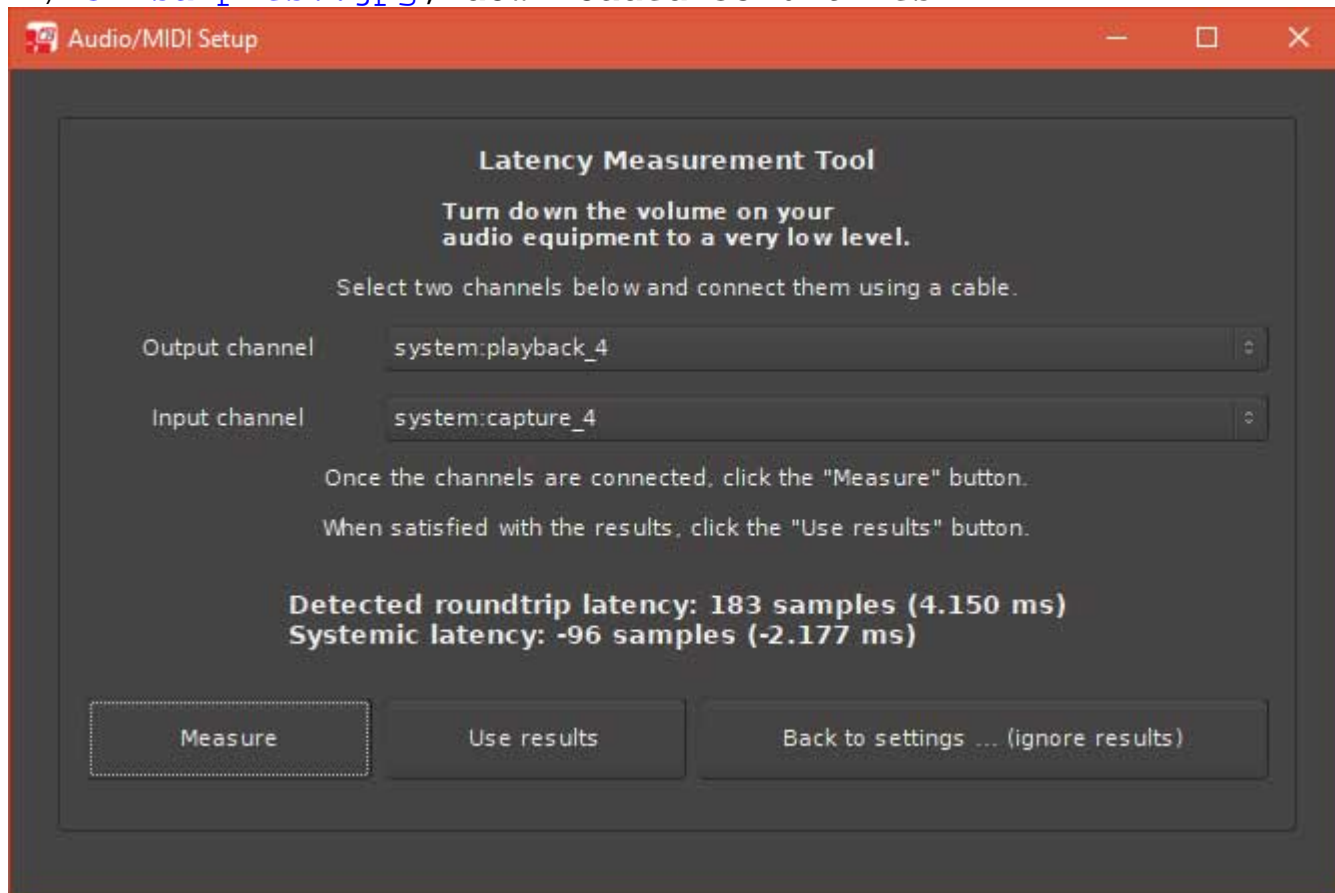 Audio/MIDI Setup
Latency Measurement Tool
Turn down the volume on your
audio equipment to a very low level.
Select two channels below and connect them using a cable.
Output channel system:playback_4
Input channel system:capture_4
Once the channels are connected, click the "Measure" button.
When satisfied with the results, click the "Use results" button.
Detected roundtrip latency: 183 samples (4.150 ms)
Systemic latency: -96 samples (-2.177 ms)
Measure Use results Back to settings ... (ignore results)